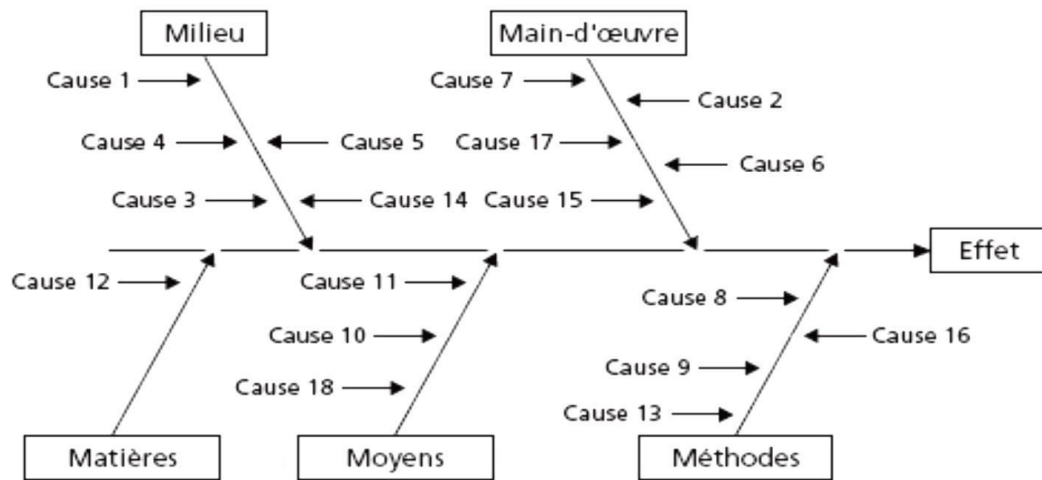 Milieu
Main-d'œuvre
Cause 1
Cause 7
Cause 2
Cause 4
Cause 5
Cause 17
Cause 6
Cause 3
Cause 14
Cause 15
Effet
Cause 12
Cause 11
Cause 8
Cause 10
Cause 16
Cause 9
Cause 18
Cause 13
Matières
Moyens
Méthodes